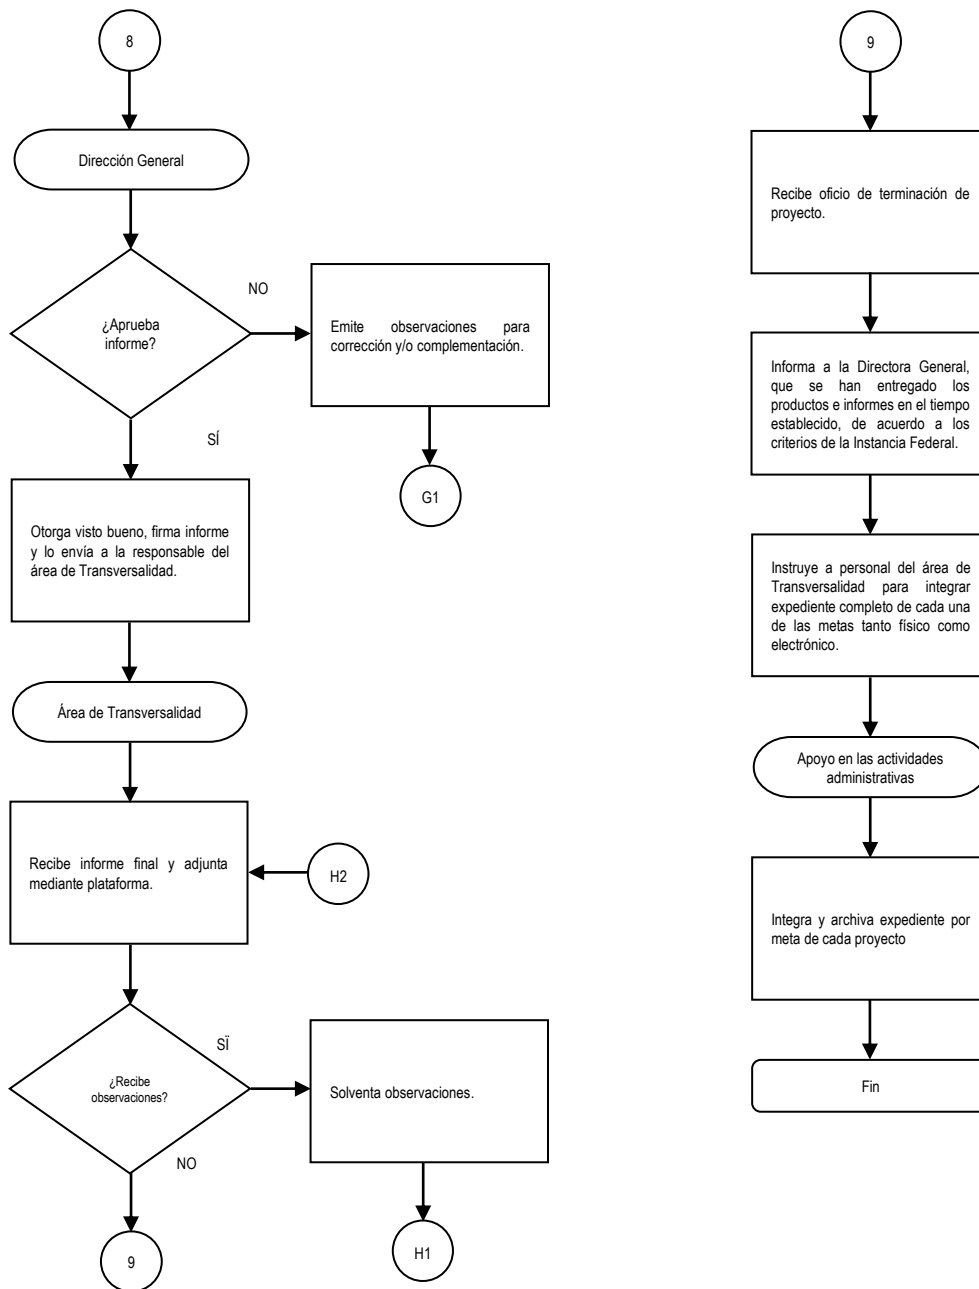 8
Dirección General
¿Aprueba
informe?
NO
Emite observaciones para
corrección y/o complementación.
G1
SÍ
Otorga visto bueno, firma informe
y lo envía a la responsable del
área de Transversalidad.
Área de Transversalidad
Recibe informe final y adjunta
mediante plataforma.
H2
¿Recibe
observaciones?
SÏ
Solventa observaciones.
H1
NO
9
9
Recibe oficio de terminación de
proyecto.
Informa a la Directora General,
que se han entregado los
productos e informes en el tiempo
establecido, de acuerdo a los
criterios de la Instancia Federal.
Instruye a personal del área de
Transversalidad para integrar
expediente completo de cada una
de las metas tanto físico como
electrónico.
Apoyo en las actividades
administrativas
Integra y archiva expediente por
meta de cada proyecto
Fin